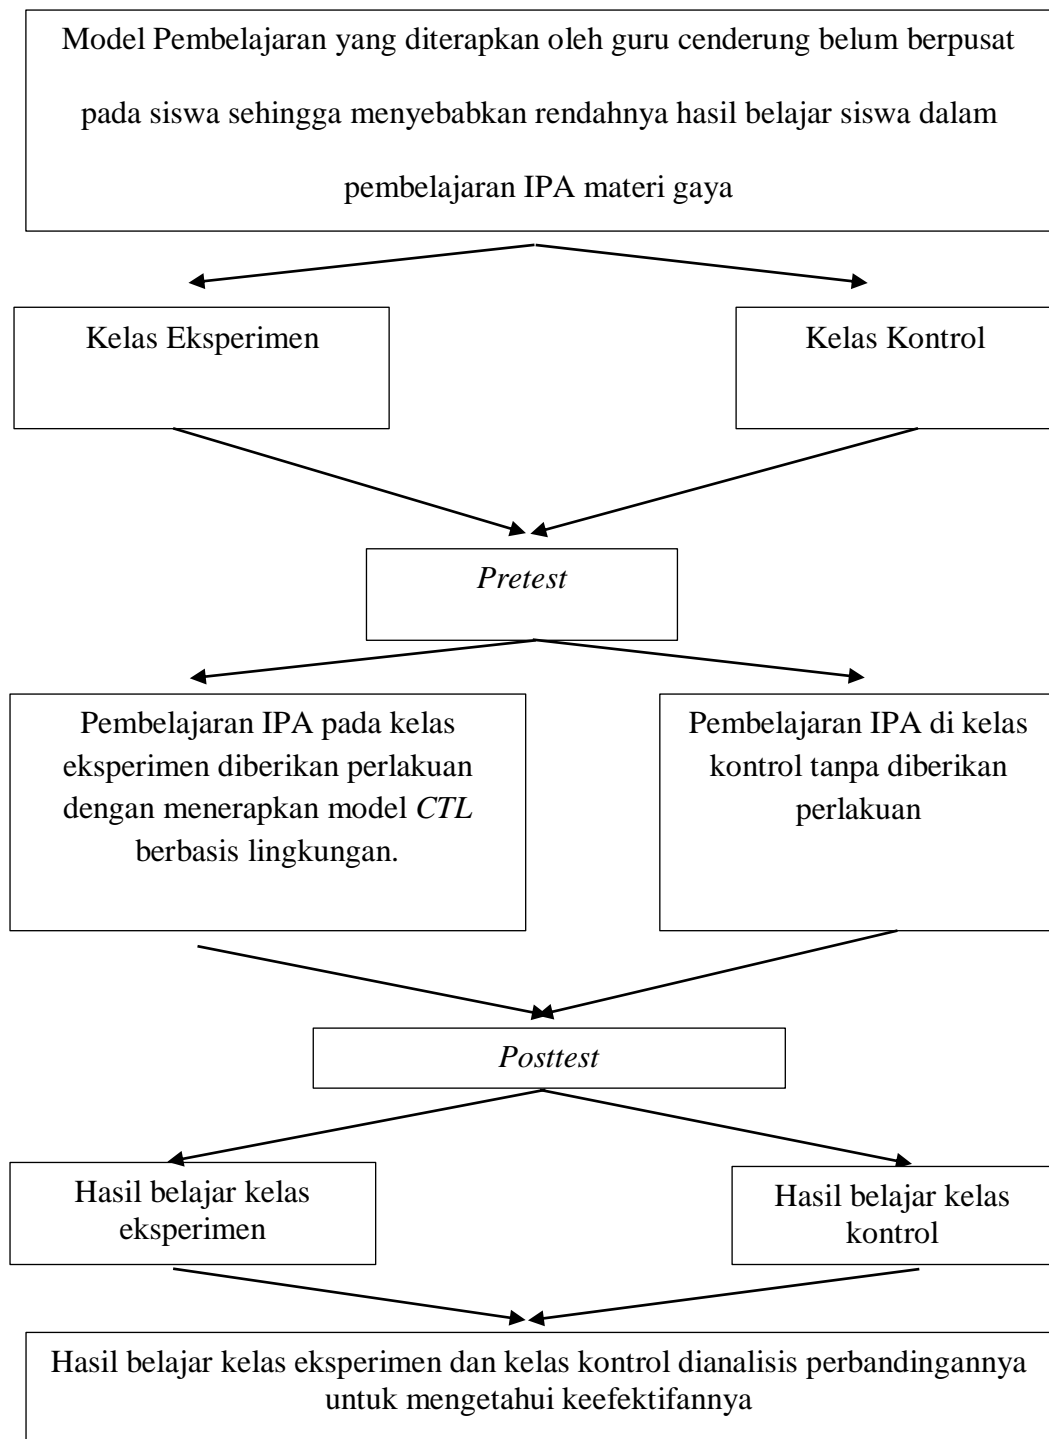 Model Pembelajaran yang diterapkan oleh guru cenderung belum berpusat
pada siswa sehingga menyebabkan rendahnya hasil belajar siswa dalam
pembelajaran IPA materi gaya
Kelas Eksperimen
Kelas Kontrol
Pretest
Pembelajaran IPA pada kelas
eksperimen diberikan perlakuan
dengan menerapkan model CTL
berbasis lingkungan.
Pembelajaran IPA di kelas
kontrol tanpa diberikan
perlakuan
Posttest
Hasil belajar kelas
eksperimen
Hasil belajar kelas
kontrol
Hasil belajar kelas eksperimen dan kelas kontrol dianalisis perbandingannya
untuk mengetahui keefektifannya